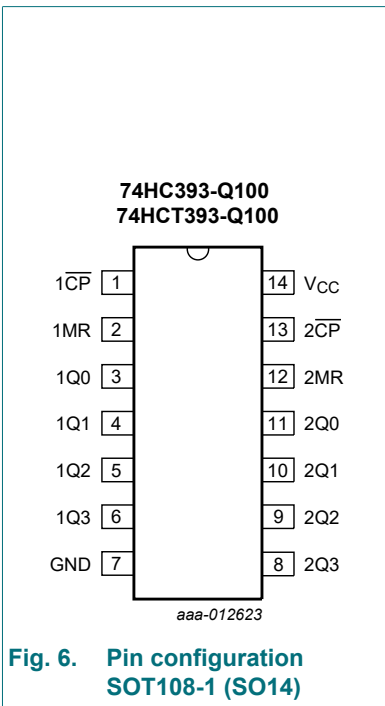 74HC393-Q100
74HCT393-Q100
1C̅P̅ 1 14 VCC
1MR 2 13 2C̅P̅
1Q0 3 12 2MR
1Q1 4 11 2Q0
1Q2 5 10 2Q1
1Q3 6 9 2Q2
GND 7 8 2Q3
aaa-012623
Fig. 6. Pin configuration
SOT108-1 (SO14)